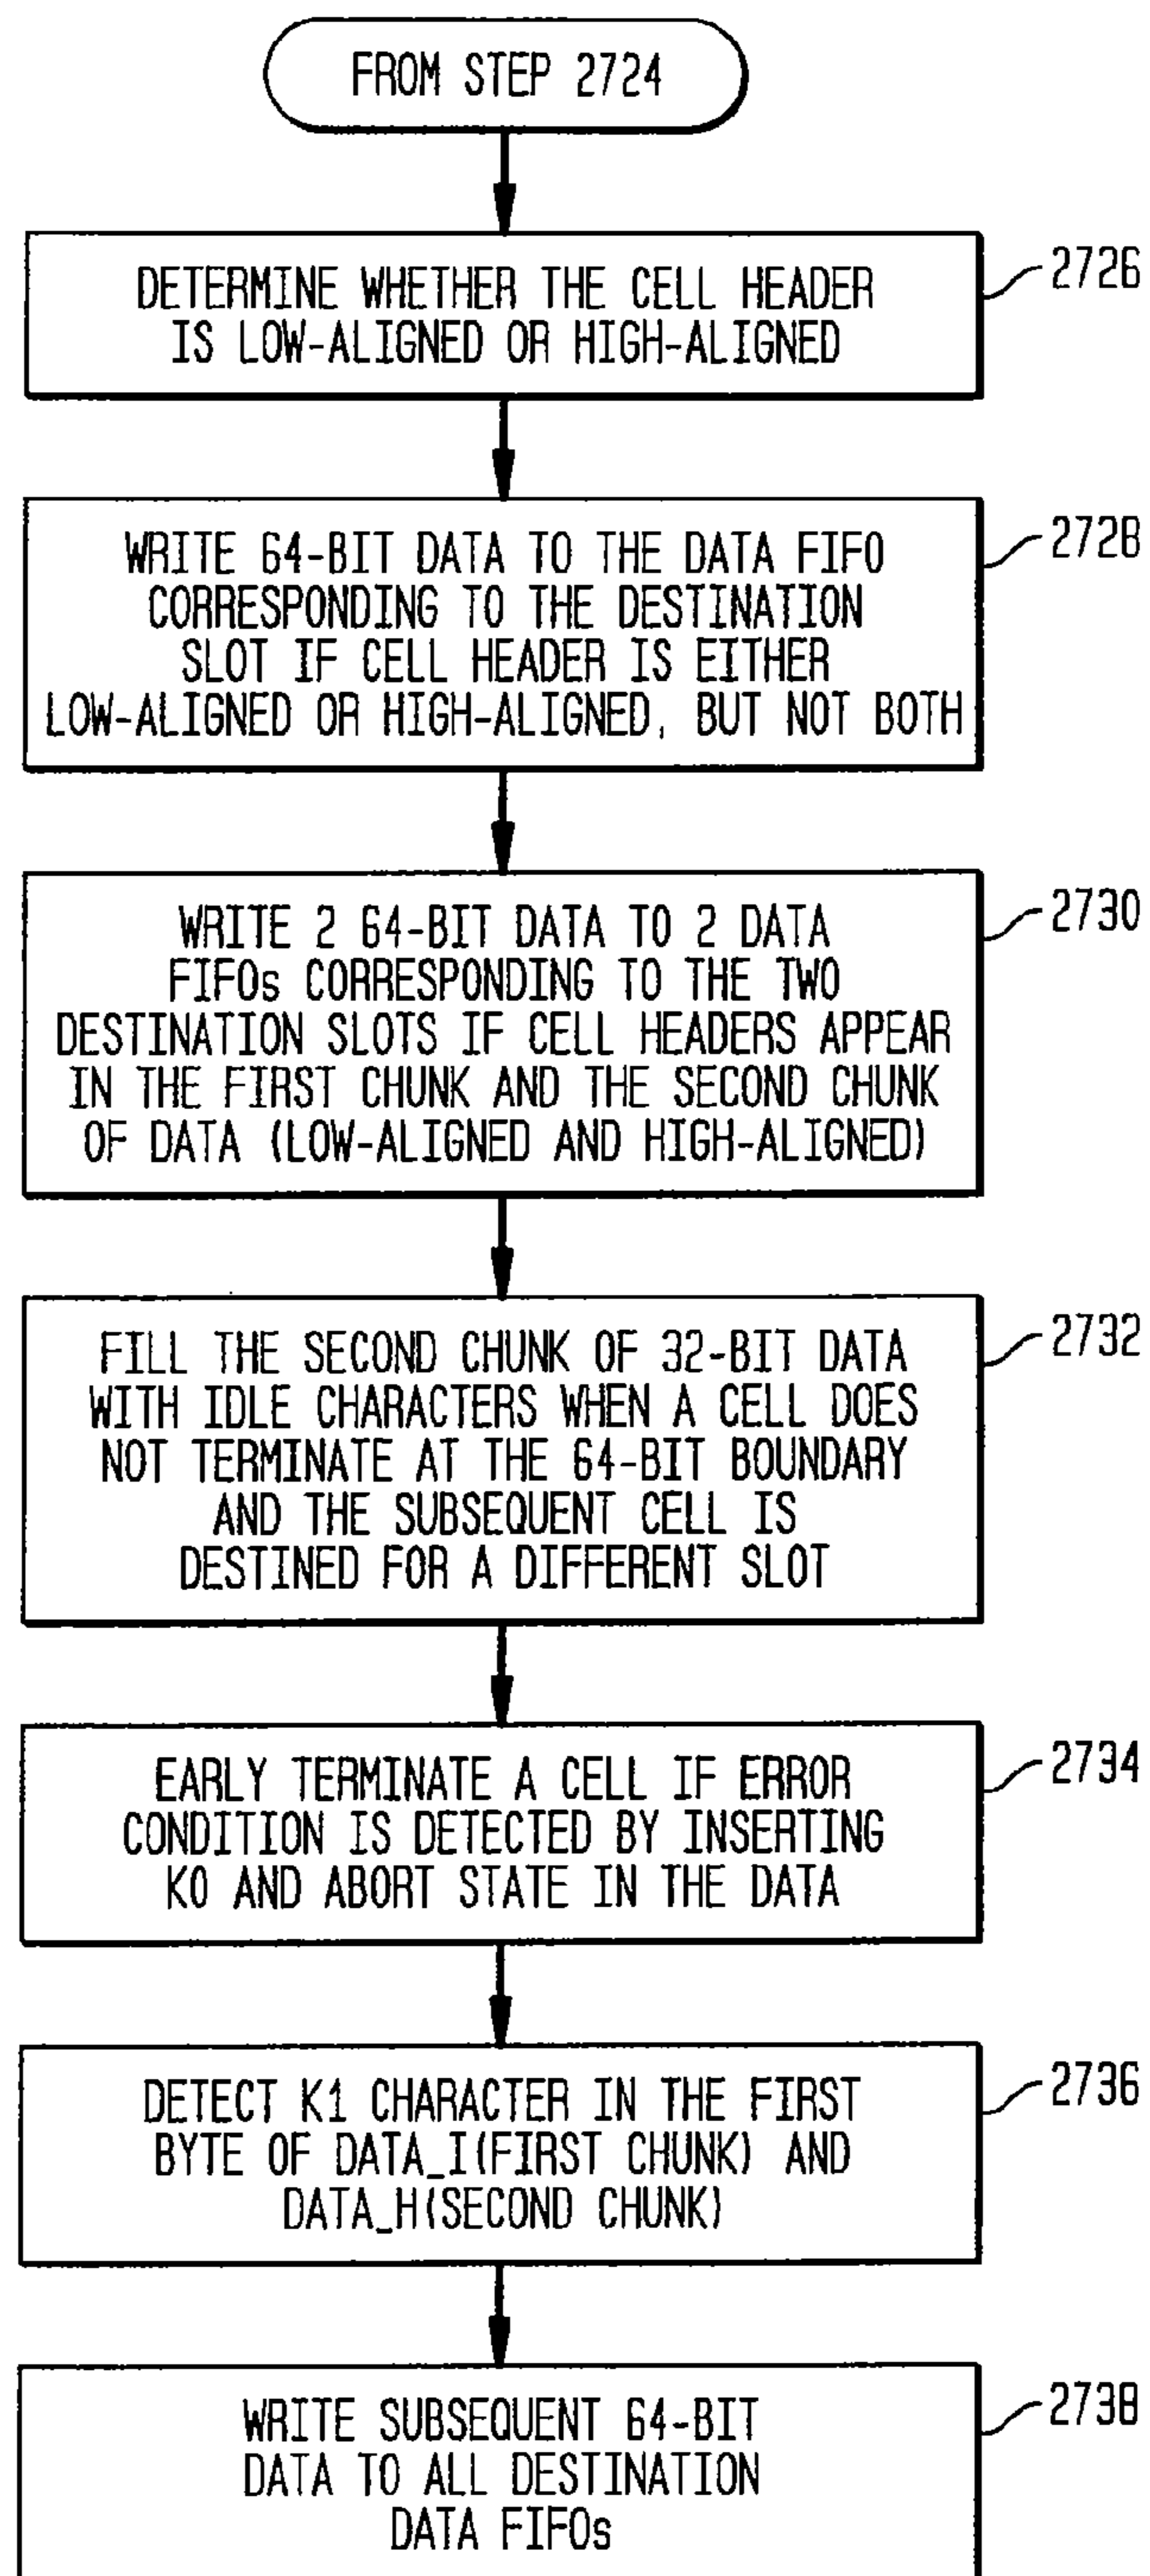 FROM STEP 2724
DETERMINE WHETHER THE CELL HEADER
IS LOW-ALIGNED OR HIGH-ALIGNED
2726
WRITE 64-BIT DATA TO THE DATA FIFO
CORRESPONDING TO THE DESTINATION
SLOT IF CELL HEADER IS EITHER
LOW-ALIGNED OR HIGH-ALIGNED, BUT NOT BOTH
2728
WRITE 2 64-BIT DATA TO 2 DATA
FIFOs CORRESPONDING TO THE TWO
DESTINATION SLOTS IF CELL HEADERS APPEAR
IN THE FIRST CHUNK AND THE SECOND CHUNK
OF DATA (LOW-ALIGNED AND HIGH-ALIGNED)
2730
FILL THE SECOND CHUNK OF 32-BIT DATA
WITH IDLE CHARACTERS WHEN A CELL DOES
NOT TERMINATE AT THE 64-BIT BOUNDARY
AND THE SUBSEQUENT CELL IS
DESTINED FOR A DIFFERENT SLOT
2732
EARLY TERMINATE A CELL IF ERROR
CONDITION IS DETECTED BY INSERTING
K0 AND ABORT STATE IN THE DATA
2734
DETECT K1 CHARACTER IN THE FIRST
BYTE OF DATA_I(FIRST CHUNK) AND
DATA_H(SECOND CHUNK)
2736
WRITE SUBSEQUENT 64-BIT
DATA TO ALL DESTINATION
DATA FIFOs
2738